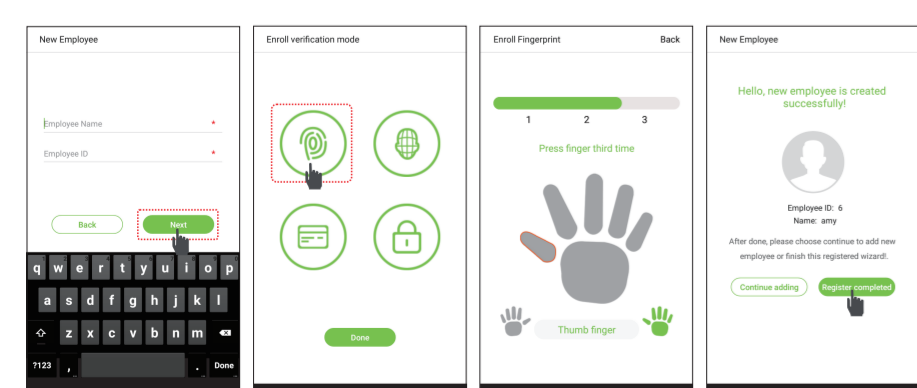 New Employee
Employee Name *
Employee ID *
Back Next
q w e r t y u i o p
a s d f g h j k l
z x c v b n m
?123 , . Done
Enroll verification mode
Done
Enroll Fingerprint Back
1 2 3
Press finger third time
Thumb finger
New Employee
Hello, new employee is created
successfully!
Employee ID: 6
Name: amy
After done, please choose continue to add new
employee or finish this registered wizard!.
Continue adding Register completed